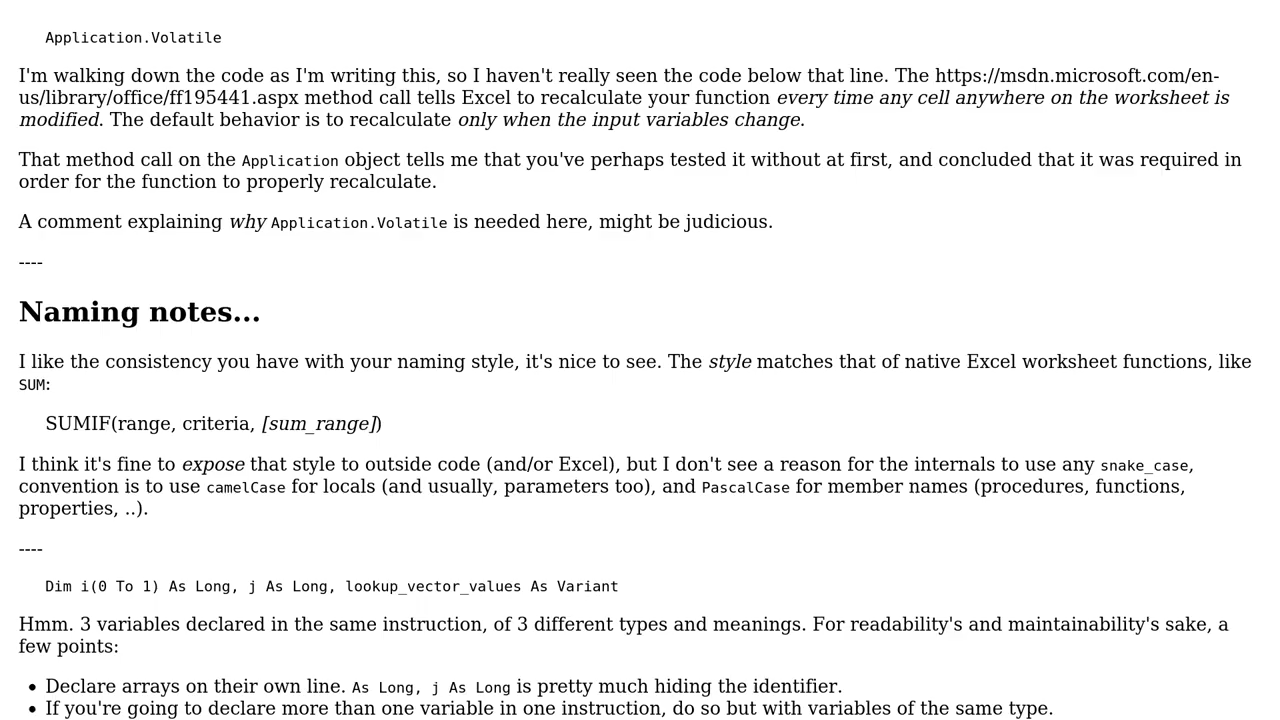 Application.Volatile
I'm walking down the code as I'm writing this, so I haven't really seen the code below that line. The https://msdn.microsoft.com/en-
us/library/office/ff195441.aspx method call tells Excel to recalculate your function every time any cell anywhere on the worksheet is
modified. The default behavior is to recalculate only when the input variables change.
That method call on the Application object tells me that you've perhaps tested it without at first, and concluded that it was required in
order for the function to properly recalculate.
A comment explaining why Application.Volatile is needed here, might be judicious.
----
Naming notes...
I like the consistency you have with your naming style, it's nice to see. The style matches that of native Excel worksheet functions, like
SUM:
SUMIF(range, criteria, [sum_range])
I think it's fine to expose that style to outside code (and/or Excel), but I don't see a reason for the internals to use any snake_case,
convention is to use camelCase for locals (and usually, parameters too), and PascalCase for member names (procedures, functions,
properties, ..).
----
Dim i(0 To 1) As Long, j As Long, lookup_vector_values As Variant
Hmm. 3 variables declared in the same instruction, of 3 different types and meanings. For readability's and maintainability's sake, a
few points:
• Declare arrays on their own line. As Long, j As Long is pretty much hiding the identifier.
• If you're going to declare more than one variable in one instruction, do so but with variables of the same type.